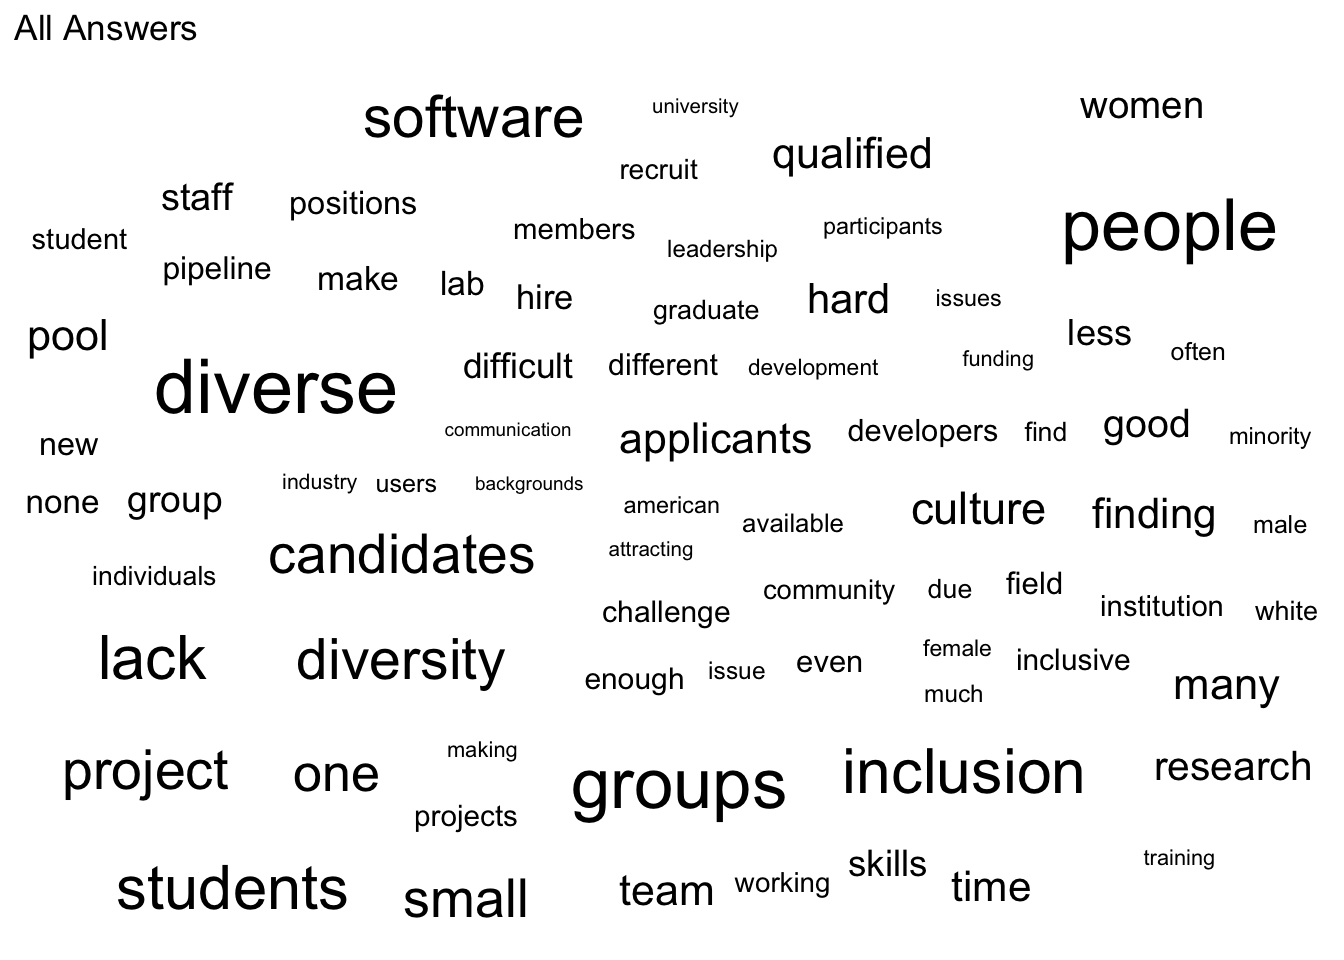 All Answers
software
university
women
recruit
qualified
staff
positions
people
student
members
leadership
participants
pipeline
make
lab
hire
graduate
hard
issues
pool
less
often
diverse
difficult
different
development
funding
new
communication
applicants
developers
find
good
minority
none
group
industry
users
backgrounds
american
available
culture
finding
male
candidates
attracting
individuals
challenge
community
due
field
institution
white
lack
diversity
enough
issue
even
female
inclusive
much
many
project
one
making
groups
inclusion
research
projects
students
small
team
working
skills
time
training